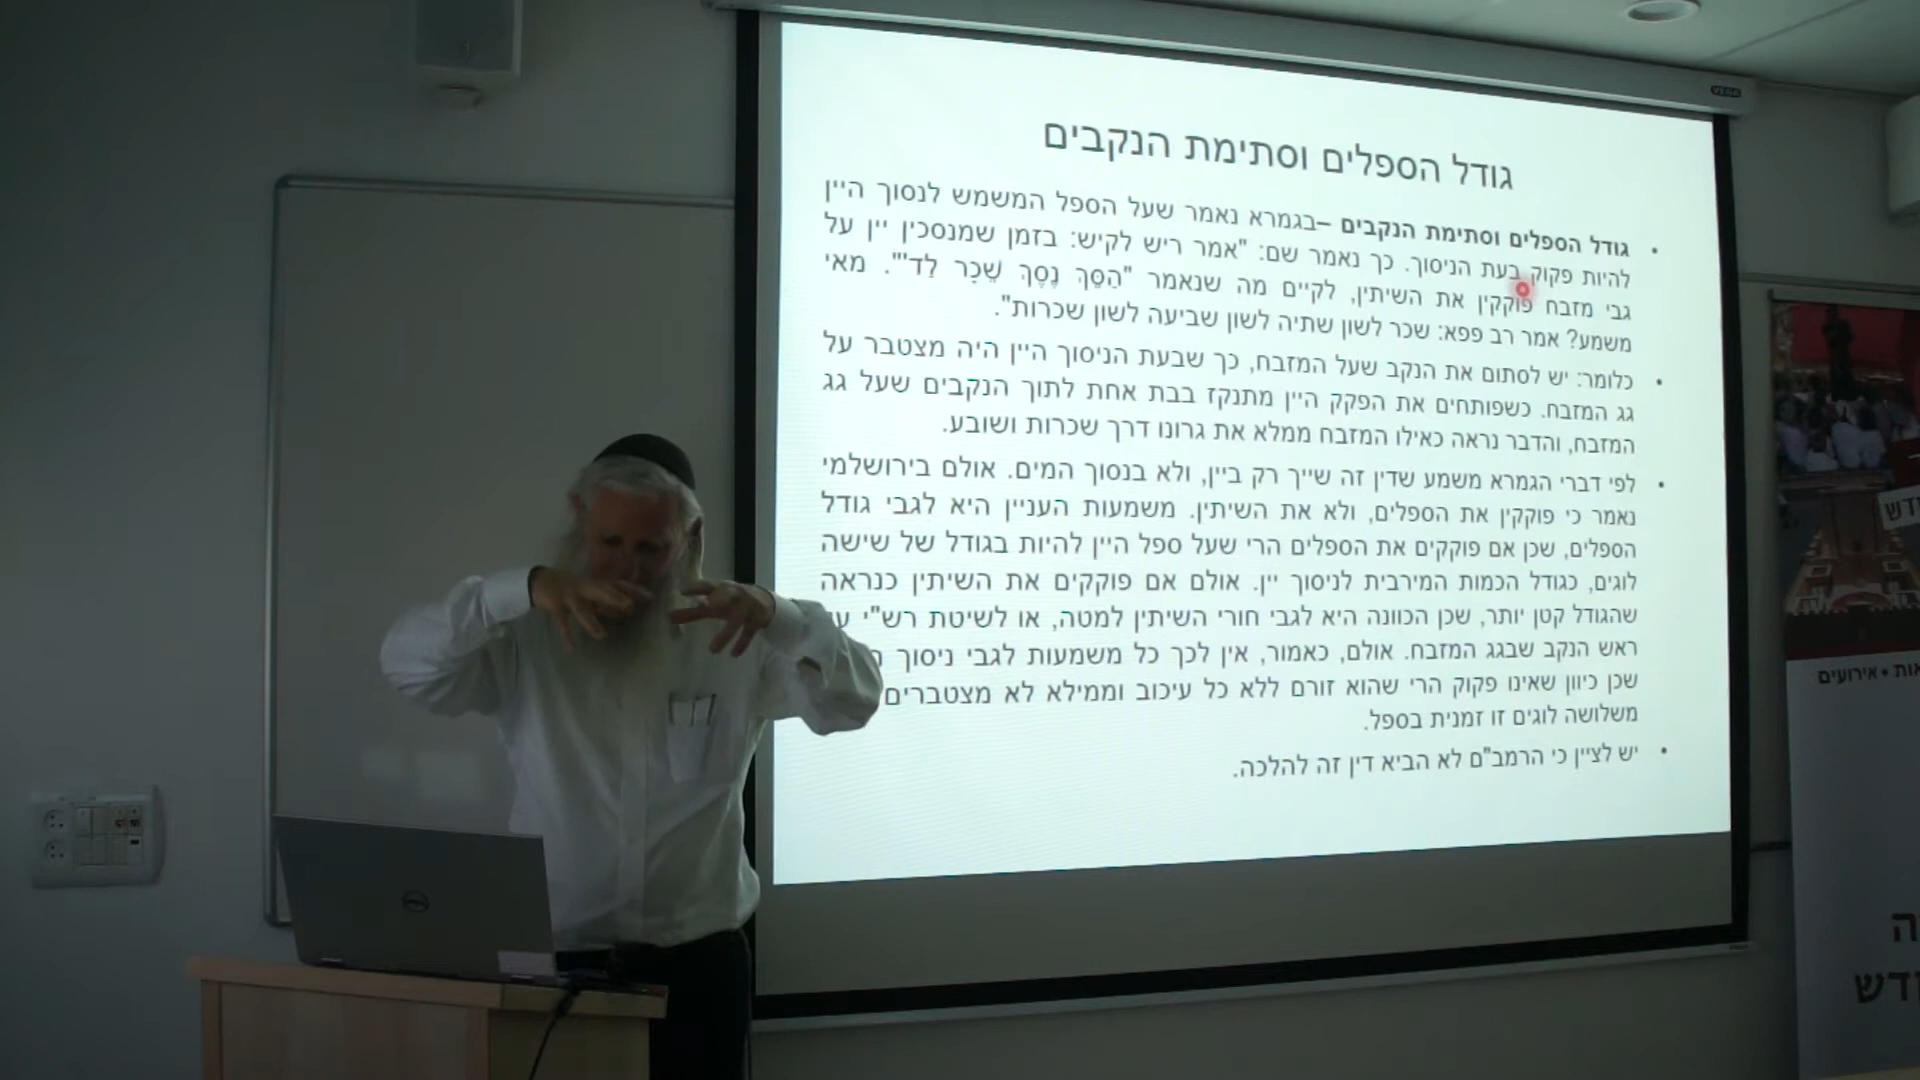 גודל הספלים וסתימת הנקבים
• גודל הספלים וסתימת הנקבים –בגמרא נאמר שעל הספל המשמש לנסוך היין
להיות פקוק בעת הניסוך. כך נאמר שם: "אמר ריש לקיש: בזמן שמנסכין יין על
גבי מזבח פוקקין את השיתין, לקיים מה שנאמר "הַסֵּךְ נֶסֶךְ שֵׁכָר לַד'". מאי
משמע? אמר רב פפא: שכר לשון שתיה לשון שביעה לשון שכרות".
• כלומר: יש לסתום את הנקב שעל המזבח, כך שבעת הניסוך היין היה מצטבר על
גג המזבח. כשפותחים את הפקק היין מתנקז בבת אחת לתוך הנקבים שעל גג
המזבח, והדבר נראה כאילו המזבח ממלא את גרונו דרך שכרות ושובע.
• לפי דברי הגמרא משמע שדין זה שייך רק ביין, ולא בנסוך המים. אולם בירושלמי
נאמר כי פוקקין את הספלים, ולא את השיתין. משמעות העניין היא לגבי גודל
הספלים, שכן אם פוקקים את הספלים הרי שעל ספל היין להיות בגודל של שישה
לוגים, כגודל הכמות המירבית לניסוך יין. אולם אם פוקקים את השיתין כנראה
שהגודל קטן יותר, שכן הכוונה היא לגבי חורי השיתין למטה, או לשיטת רש"י
ראש הנקב שבגג המזבח. אולם, כאמור, אין לכך כל משמעות לגבי ניסוך
שכן כיוון שאינו פקוק הרי שהוא זורם ללא כל עיכוב וממילא לא מצטברים
משלושה לוגים זו זמנית בספל.
• יש לציין כי הרמב"ם לא הביא דין זה להלכה.
VEGA
DELL
• אירועים